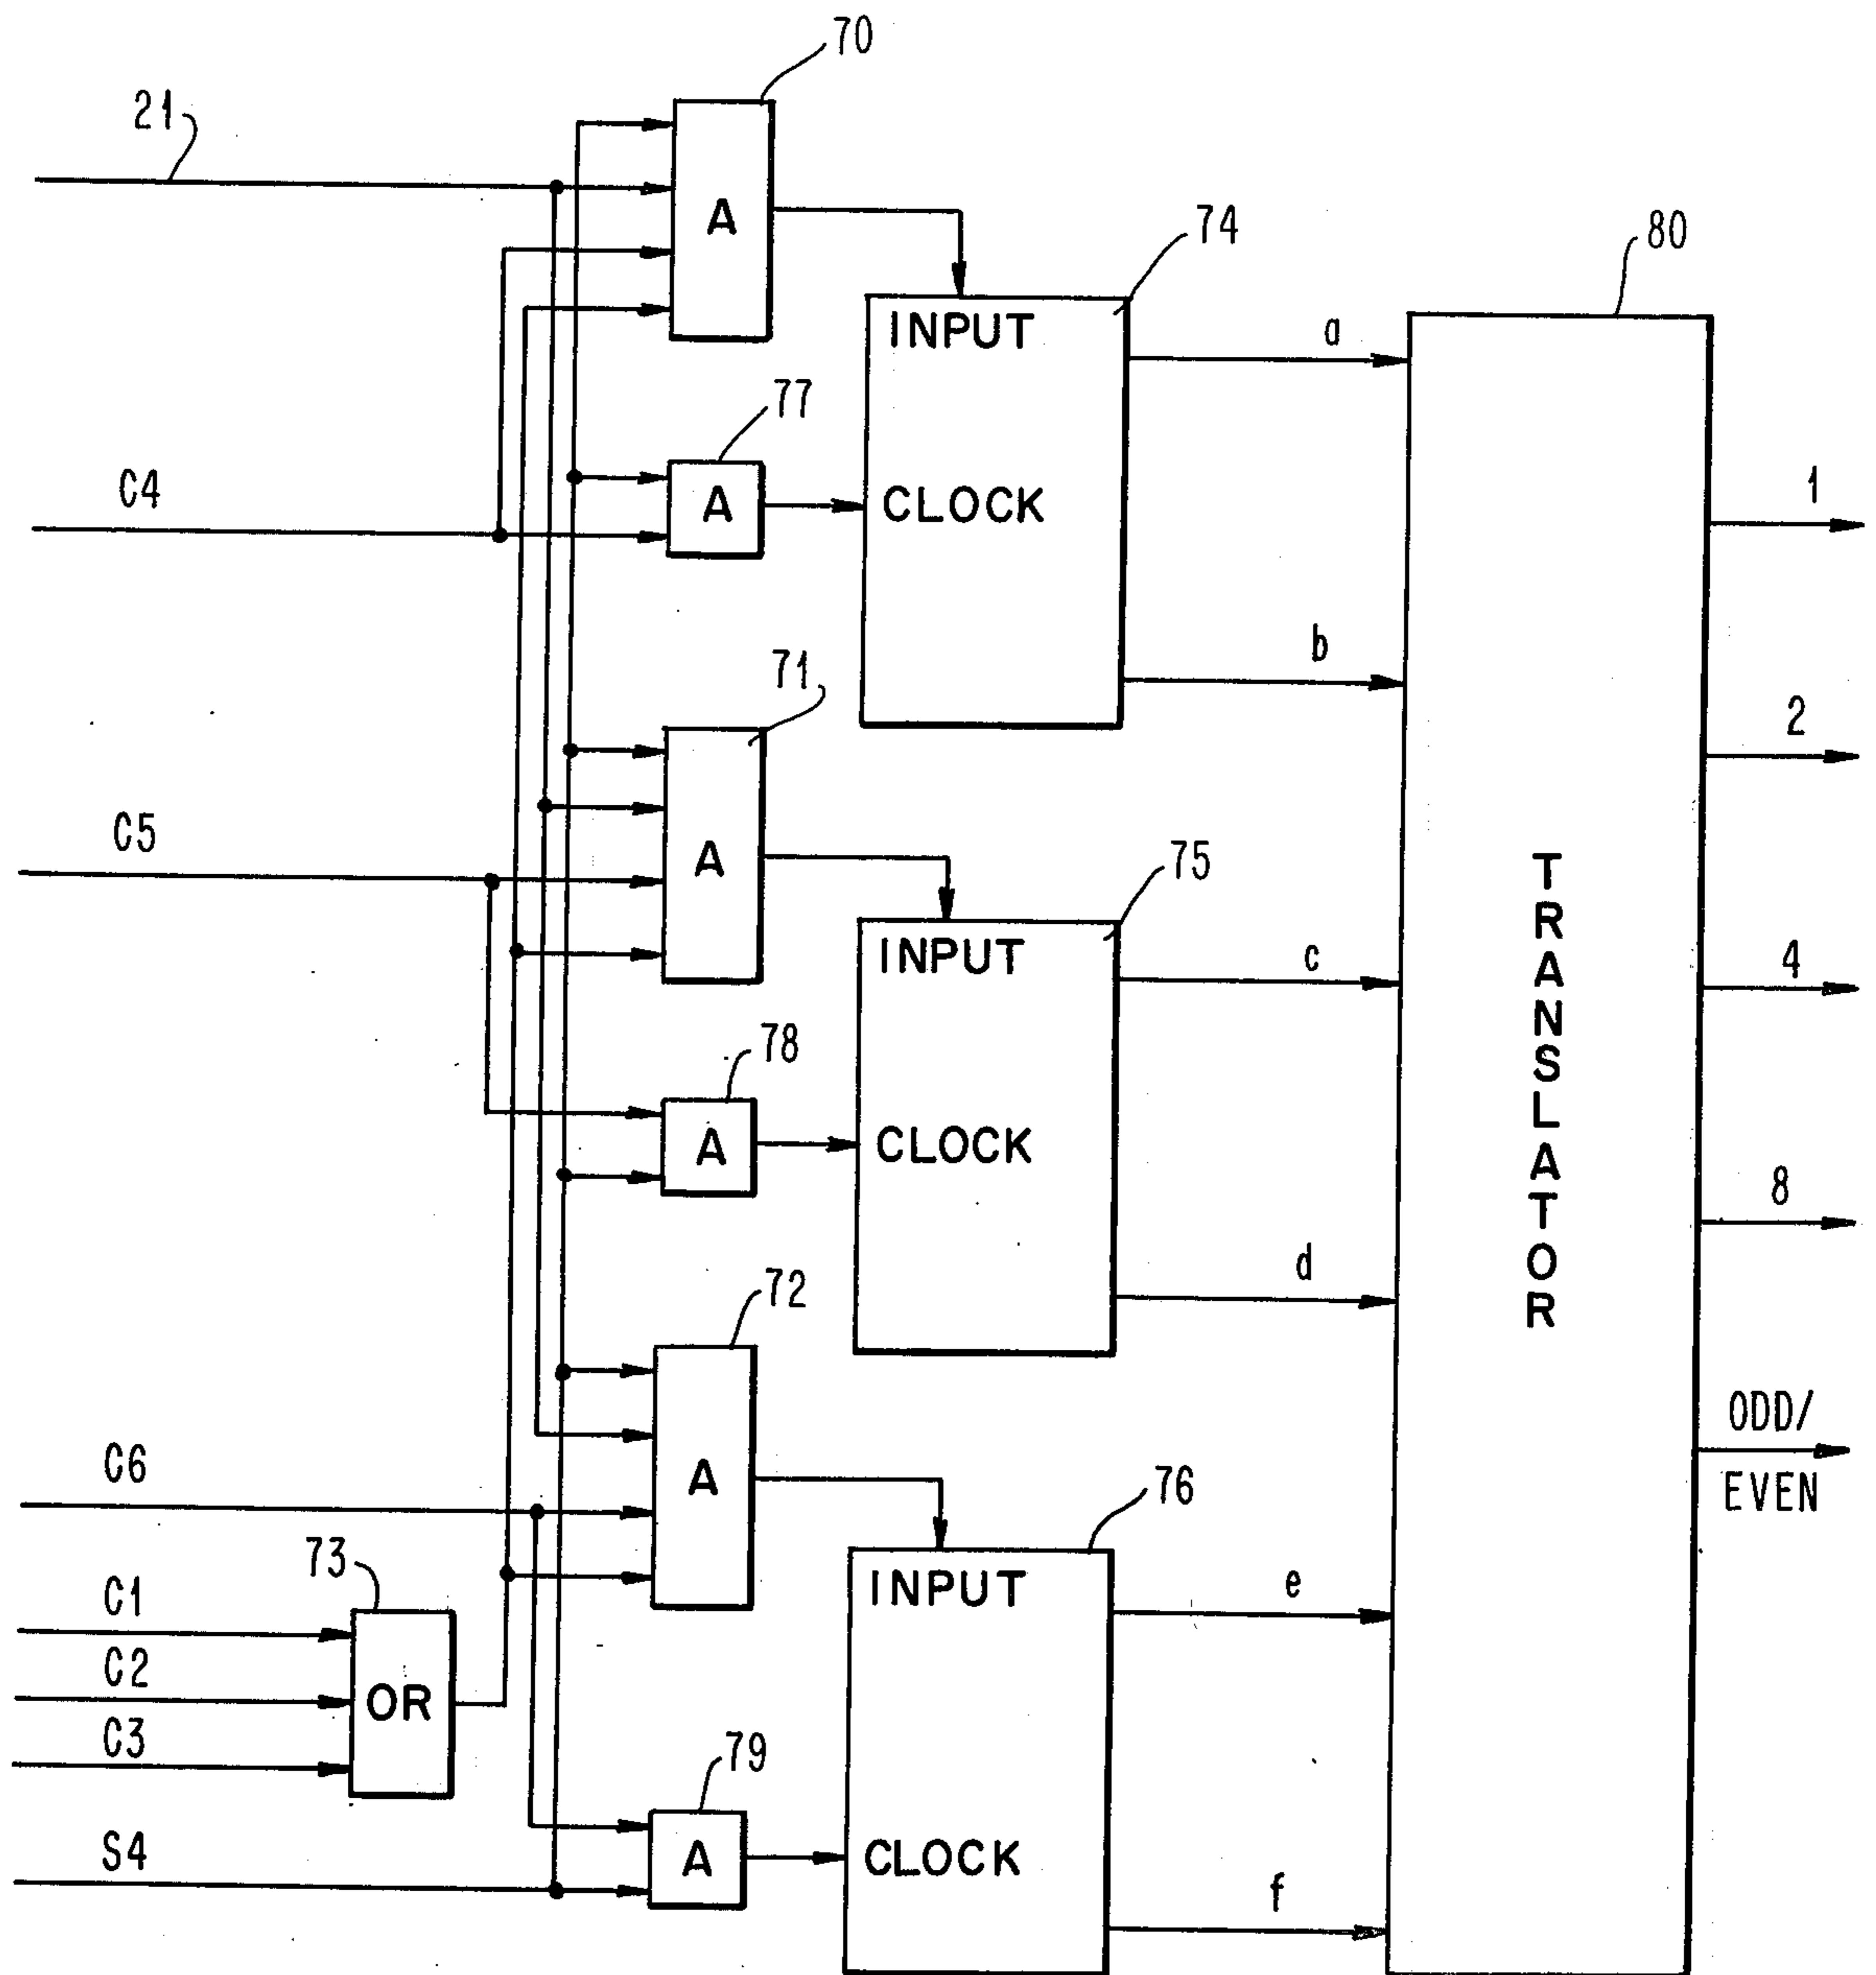 70
21
A
74
80
INPUT
a
77
C4
A
CLOCK
1
b
71
2
C5
A
75
INPUT
c
4
TRANSLATOR
78
A
CLOCK
8
d
72
C6
A
76
ODD/
EVEN
73
C1
INPUT
e
C2
OR
C3
79
S4
A
CLOCK
f